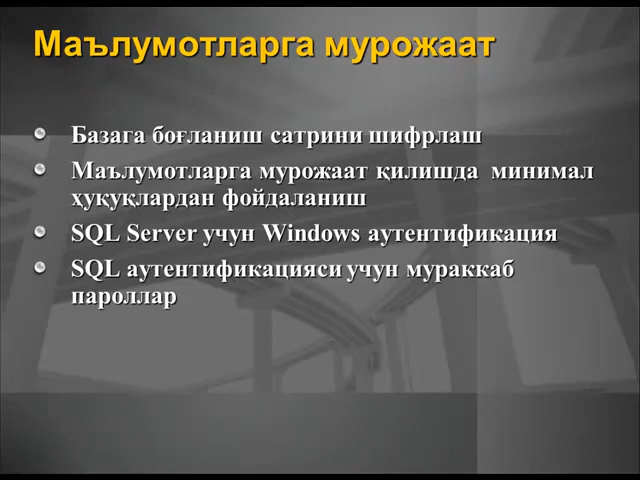 Маълумотларга мурожаат
Базага боғланиш сатрини шифрлаш
Маълумотларга мурожаат қилишда минимал
ҳуқуқлардан фойдаланиш
SQL Server учун Windows аутентификация
SQL аутентификацияси учун мураккаб
пароллар